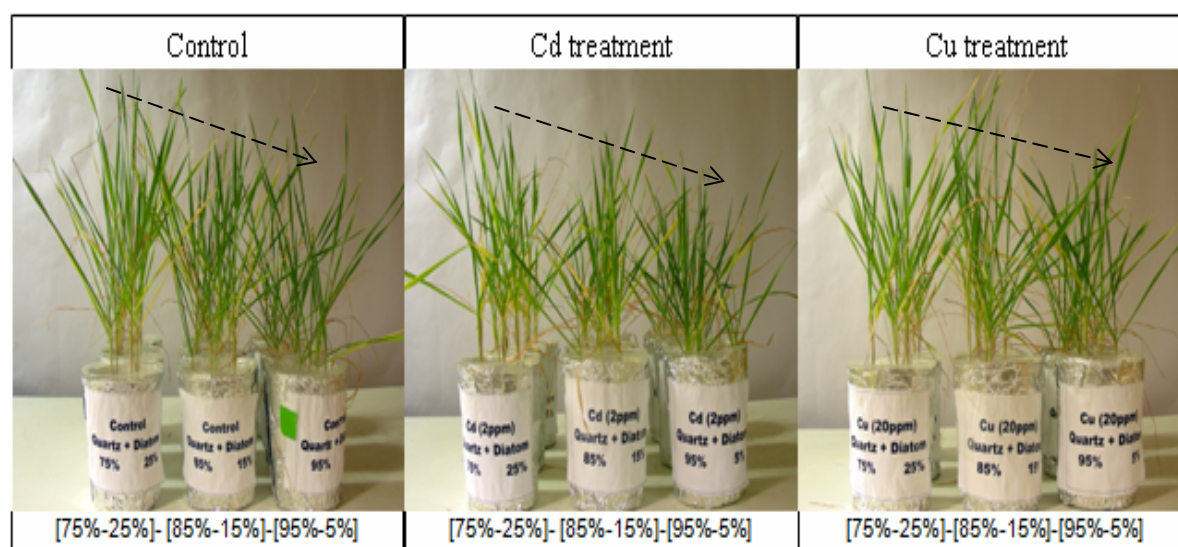 Control
Cd treatment
Cu treatment
Control
Quartz + Diatom
75% 25%
Control
Quartz + Diatom
85% 15%
Quartz +
95%
Cd (2ppm)
Quartz + Diatom
75% 25%
Cd (2ppm)
Quartz + Diatom
85% 15%
Cd (2ppm)
Quartz + Diatom
95% 5%
Cu (20ppm)
Quartz + Diatom
75% 25%
Cu (20ppm)
Quartz + Diatom
85%
Cu (20ppm)
Quartz + Diatom
95%
[75%-25%]- [85%-15%]-[95%-5%]
[75%-25%]- [85%-15%]-[95%-5%]
[75%-25%]-[85%-15%]-[95%-5%]